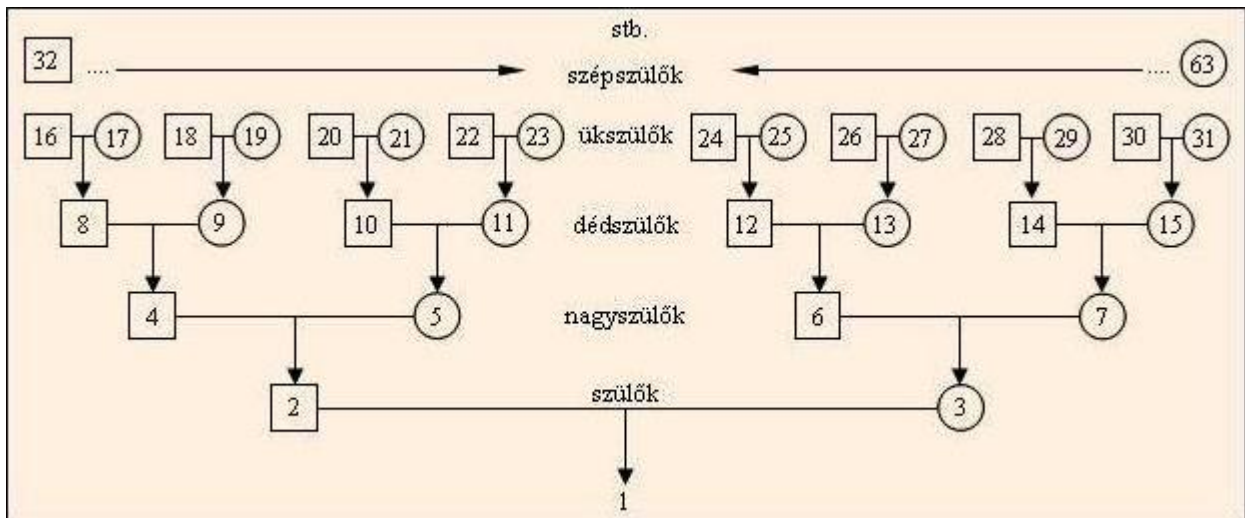 stb.
32 .... szépszülők .... 63
16 17 18 19 20 21 22 23 ükszülők 24 25 26 27 28 29 30 31
8 9 10 11 dédszülők 12 13 14 15
4 5 nagyszülők 6 7
2 szülők 3
1